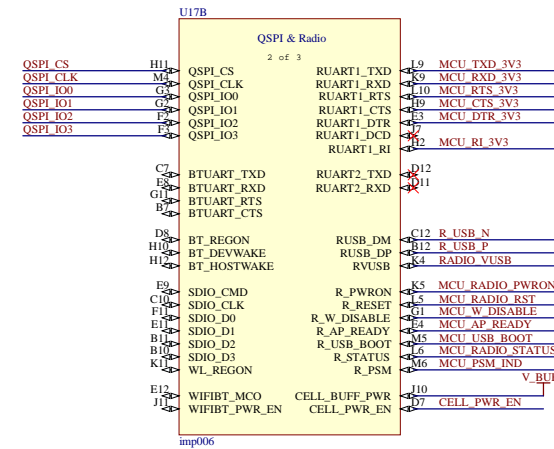 U17B
QSPI & Radio
2 of 3
QSPI_CS H11 QSPI_CS RUART1_TXD L9 MCU_TXD_3V3
QSPI_CLK M4 QSPI_CLK RUART1_RXD K9 MCU_RXD_3V3
QSPI_IO0 G3 QSPI_IO0 RUART1_RTS L10 MCU_RTS_3V3
QSPI_IO1 G2 QSPI_IO1 RUART1_CTS H9 MCU_CTS_3V3
QSPI_IO2 F2 QSPI_IO2 RUART1_DTR E3 MCU_DTR_3V3
QSPI_IO3 F3 QSPI_IO3 RUART1_DCD J7
RUART1_RI H2 MCU_RI_3V3
C7 BTUART_TXD RUART2_TXD D12
E8 BTUART_RXD RUART2_RXD D11
G11 BTUART_RTS
B7 BTUART_CTS
D8 BT_REGON RUSB_DM C12 R_USB_N
H10 BT_DEVWAKE RUSB_DP B12 R_USB_P
H12 BT_HOSTWAKE RVUSB K4 RADIO_VUSB
E9 SDIO_CMD R_PWRON K5 MCU_RADIO_PWRON
C10 SDIO_CLK R_RESET L5 MCU_RADIO_RST
F11 SDIO_D0 R_W_DISABLE G1 MCU_W_DISABLE
E11 SDIO_D1 R_AP_READY E4 MCU_AP_READY
B11 SDIO_D2 R_USB_BOOT M5 MCU_USB_BOOT
B10 SDIO_D3 R_STATUS L6 MCU_RADIO_STATUS
K11 WL_REGON R_PSM M6 MCU_PSM_IND
V_BU
E12 WIFIBT_MCO CELL_BUFF_PWR J10
J11 WIFIBT_PWR_EN CELL_PWR_EN D7 CELL_PWR_EN
imp006